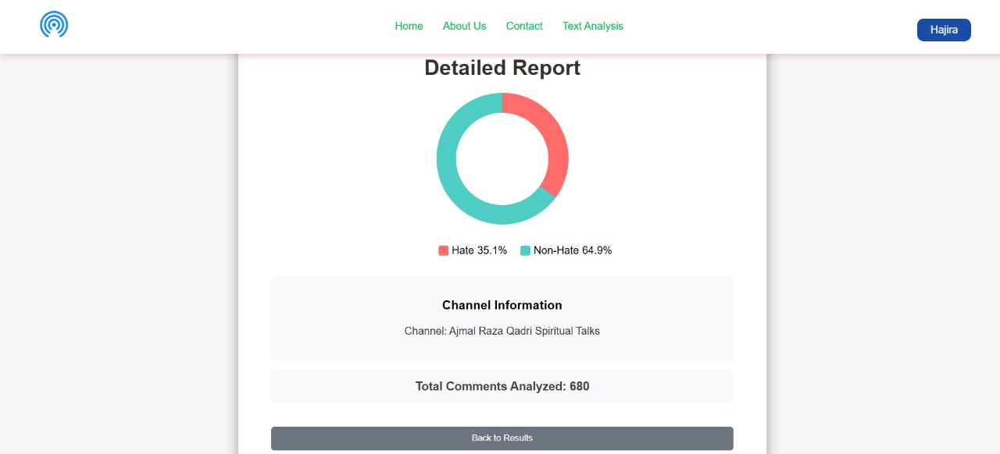 Home About Us Contact Text Analysis Hajira
Detailed Report
Hate 35.1% Non-Hate 64.9%
Channel Information
Channel: Ajmal Raza Qadri Spiritual Talks
Total Comments Analyzed: 680
Back to Results